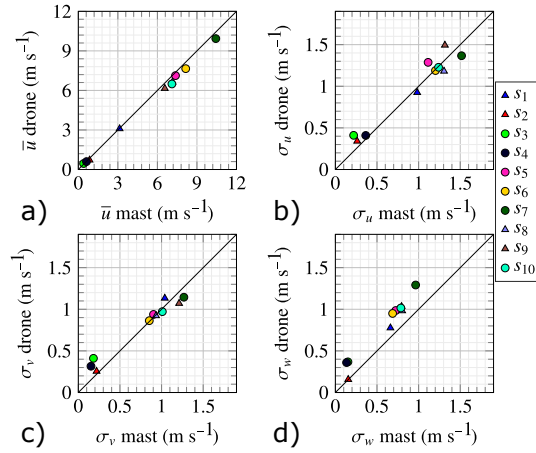 12
9
6
3
0
0 3 6 9 12
u̅ drone (m s⁻¹)
u̅ mast (m s⁻¹)
a)
1.5
1
0.5
0
0 0.5 1 1.5
σᵤ drone (m s⁻¹)
σᵤ mast (m s⁻¹)
b)
s₁
s₂
s₃
s₄
s₅
s₆
s₇
s₈
s₉
s₁₀
1.5
1
0.5
0
0 0.5 1 1.5
σᵥ drone (m s⁻¹)
σᵥ mast (m s⁻¹)
c)
1.5
1
0.5
0
0 0.5 1 1.5
σ_w drone (m s⁻¹)
σ_w mast (m s⁻¹)
d)